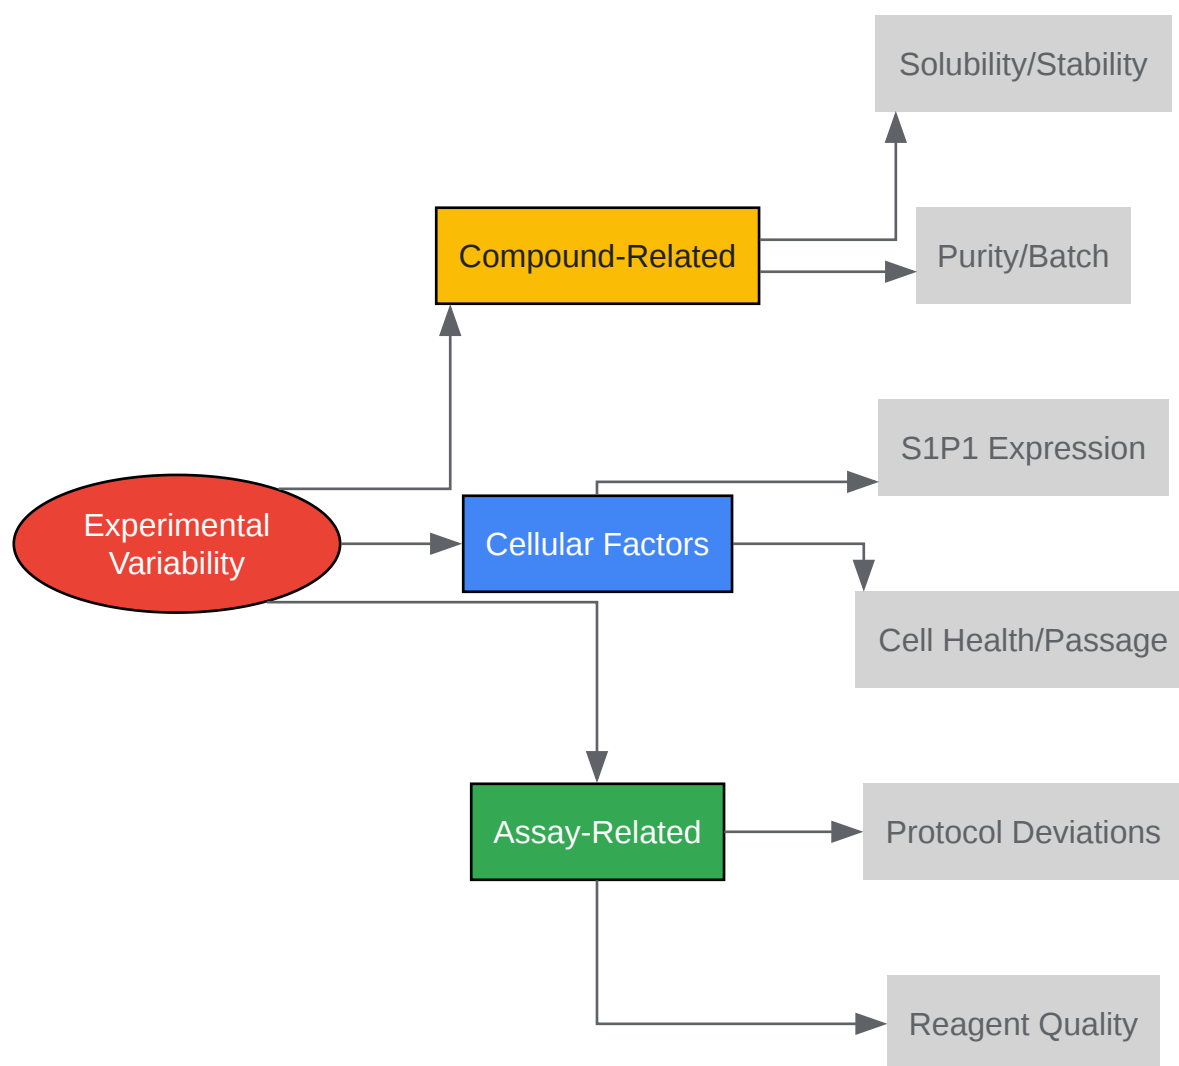 Solubility/Stability
Compound-Related
Purity/Batch
S1P1 Expression
Experimental
Variability
Cellular Factors
Cell Health/Passage
Assay-Related
Protocol Deviations
Reagent Quality